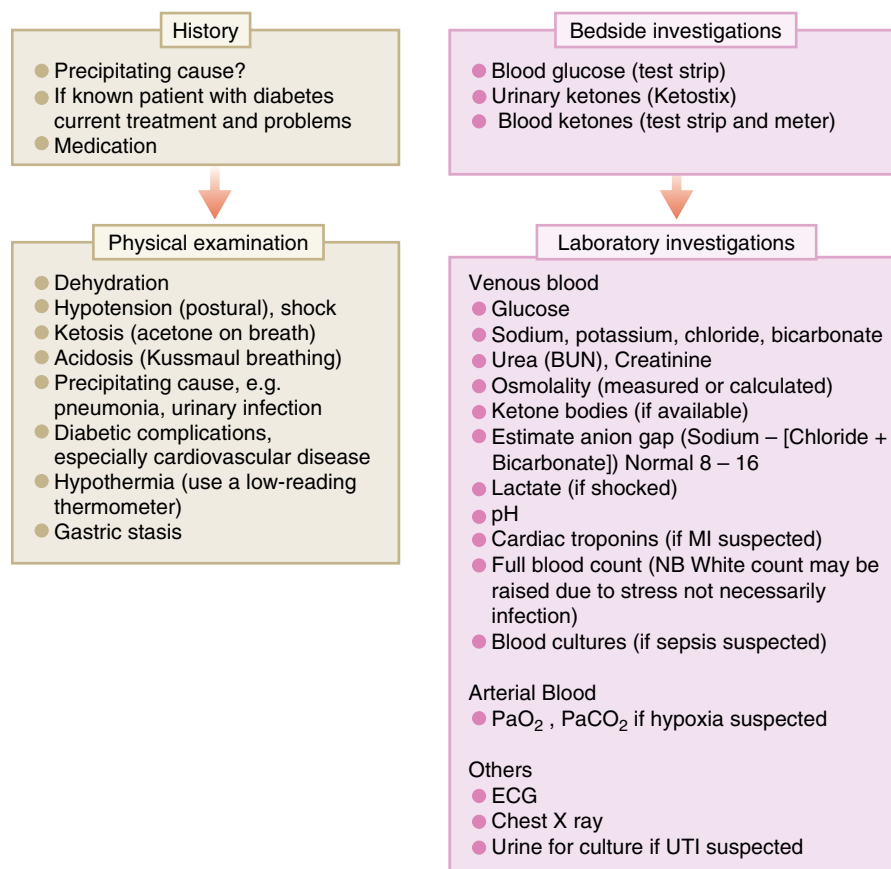 History
Precipitating cause?
If known patient with diabetes
current treatment and problems
Medication
Physical examination
Dehydration
Hypotension (postural), shock
Ketosis (acetone on breath)
Acidosis (Kussmaul breathing)
Precipitating cause, e.g.
pneumonia, urinary infection
Diabetic complications,
especially cardiovascular disease
Hypothermia (use a low-reading
thermometer)
Gastric stasis
Bedside investigations
Blood glucose (test strip)
Urinary ketones (Ketostix)
Blood ketones (test strip and meter)
Laboratory investigations
Venous blood
Glucose
Sodium, potassium, chloride, bicarbonate
Urea (BUN), Creatinine
Osmolality (measured or calculated)
Ketone bodies (if available)
Estimate anion gap (Sodium – [Chloride +
Bicarbonate]) Normal 8 – 16
Lactate (if shocked)
pH
Cardiac troponins (if MI suspected)
Full blood count (NB White count may be
raised due to stress not necessarily
infection)
Blood cultures (if sepsis suspected)
Arterial Blood
PaO₂ , PaCO₂ if hypoxia suspected
Others
ECG
Chest X ray
Urine for culture if UTI suspected